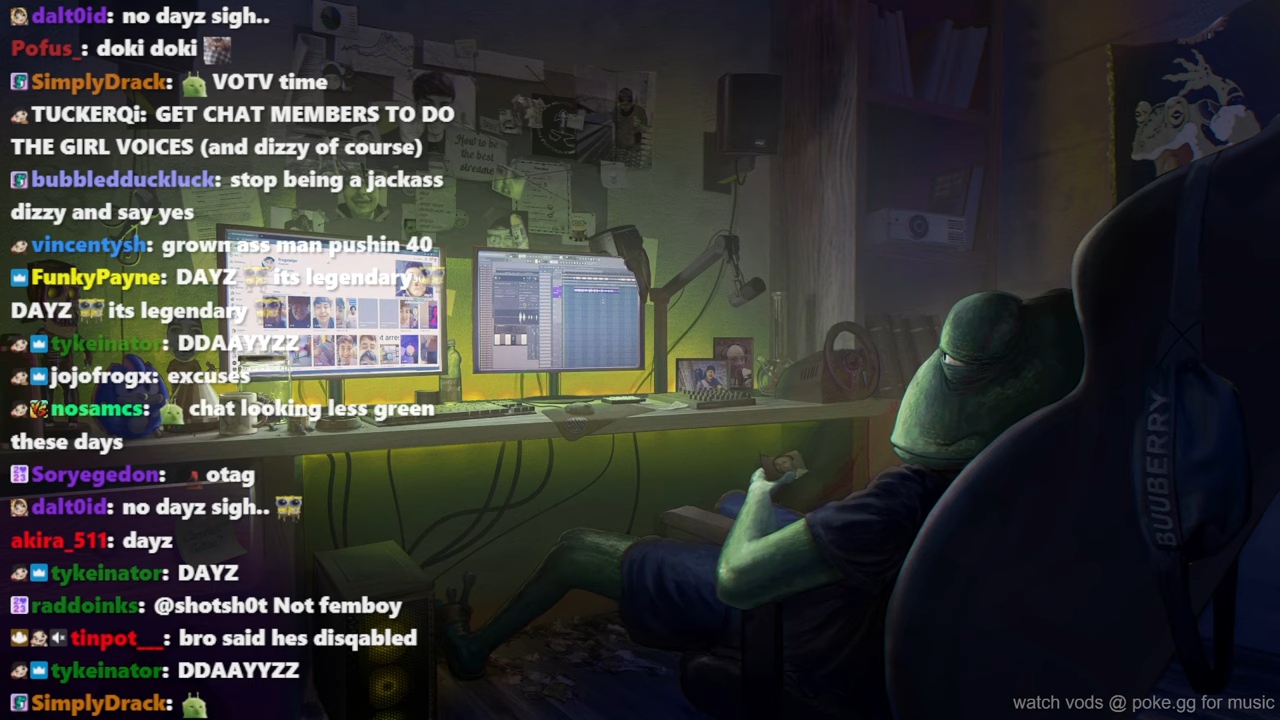 dalt0id: no dayz sigh..
Pofus_: doki doki
SimplyDrack: VOTV time
TUCKERQi: GET CHAT MEMBERS TO DO
THE GIRL VOICES (and dizzy of course)
bubbledduckluck: stop being a jackass
dizzy and say yes
vincentysh: grown ass man pushin 40
FunkyPayne: DAYZ its legendary
DAYZ its legendary
tykeinator: DDAAYYZZ
jojofrogx: excuses
nosamcs: chat looking less green
these days
Soryegedon: otag
dalt0id: no dayz sigh..
akira_511: dayz
tykeinator: DAYZ
raddoinks: @shotsh0t Not femboy
tinpot___: bro said hes disqabled
tykeinator: DDAAYYZZ
SimplyDrack:
How to be
the best
streamer
BUUBERRY
watch vods @ poke.gg for music